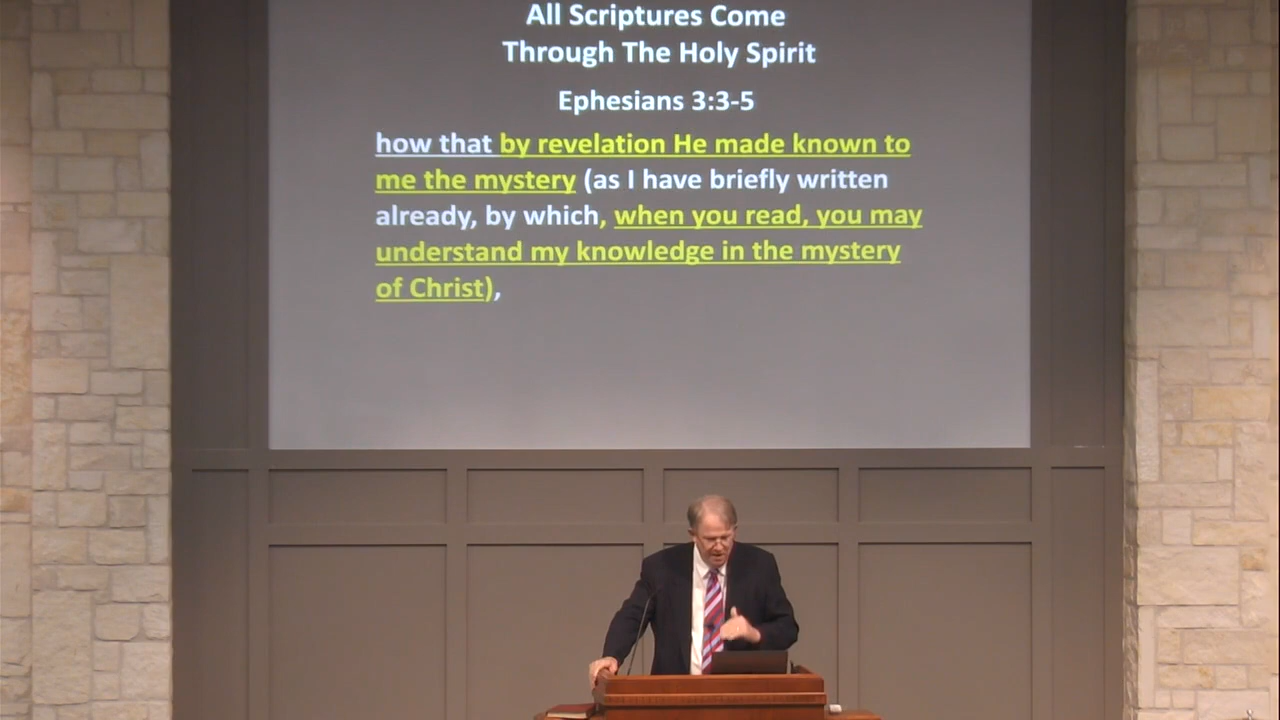 All Scriptures Come
Through The Holy Spirit
Ephesians 3:3-5
how that by revelation He made known to
me the mystery (as I have briefly written
already, by which, when you read, you may
understand my knowledge in the mystery
of Christ),